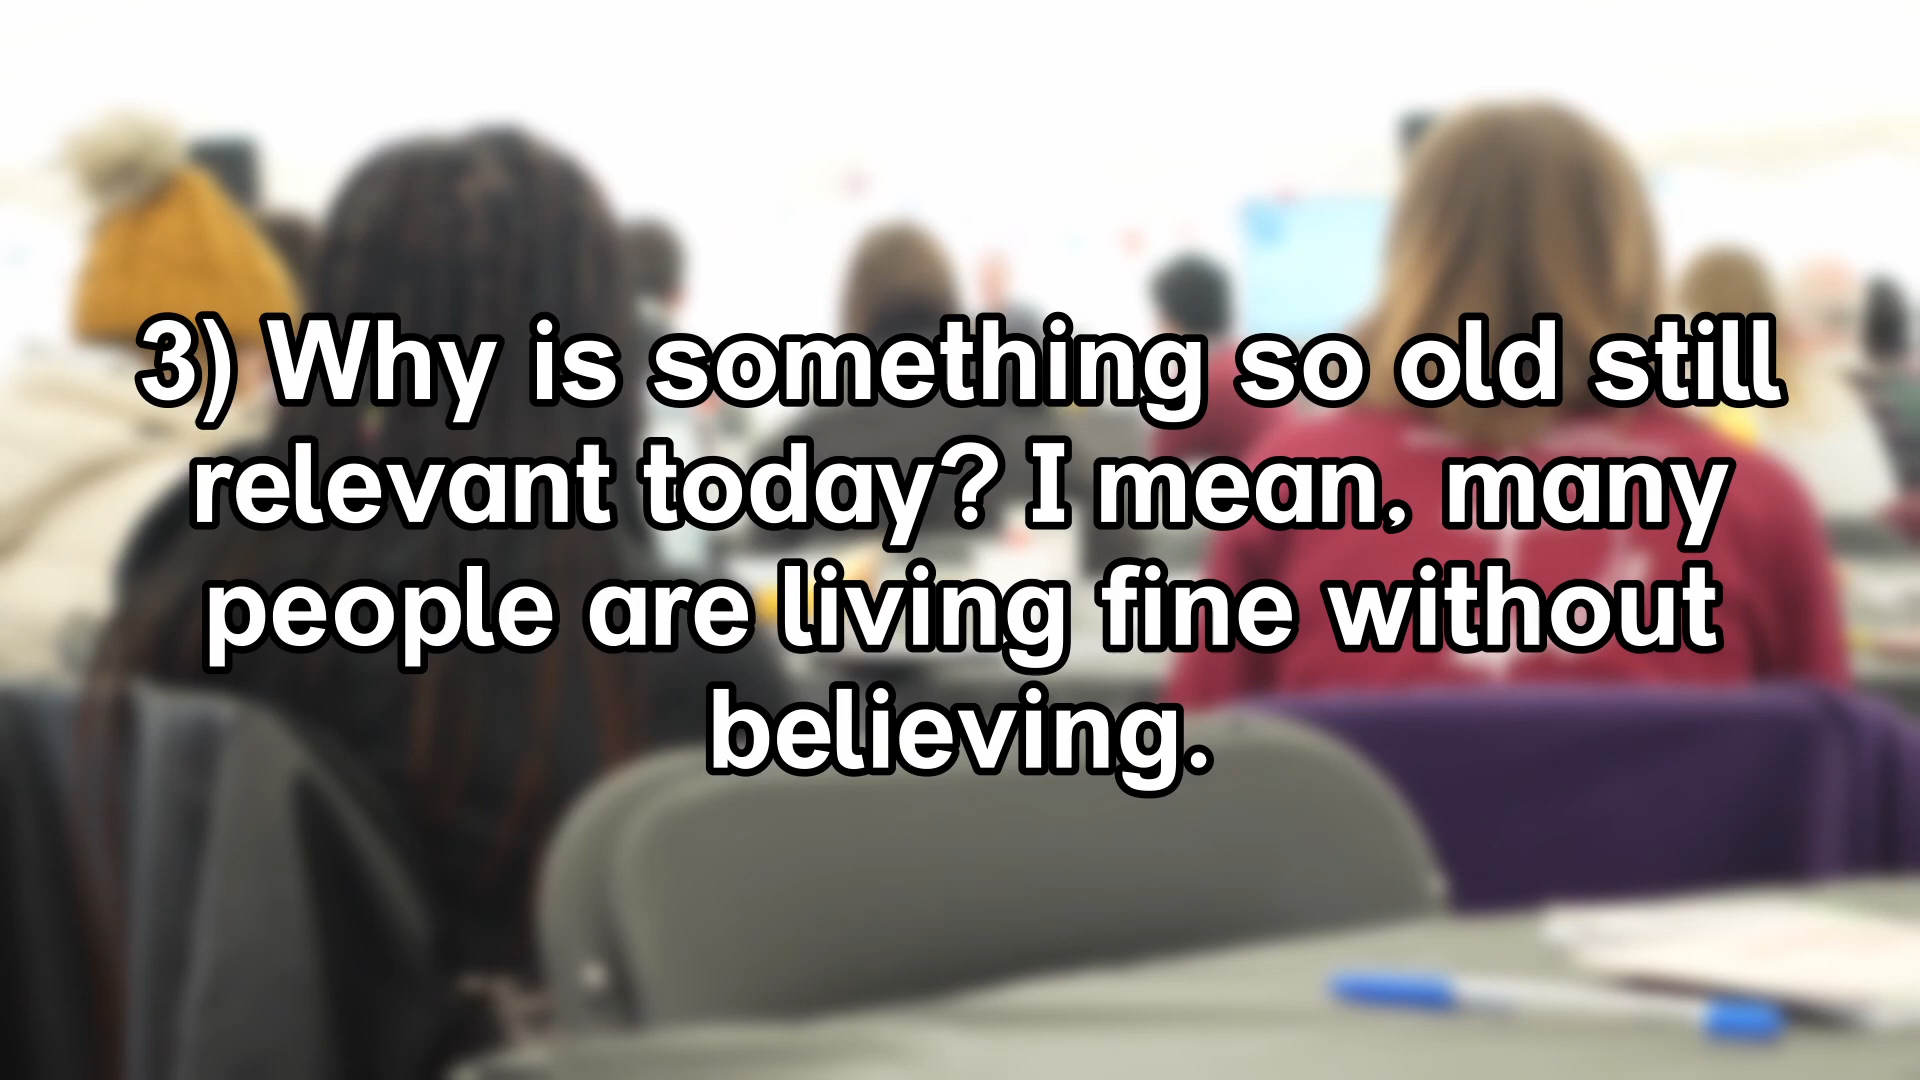 3) Why is something so old still
relevant today? I mean, many
people are living fine without
believing.